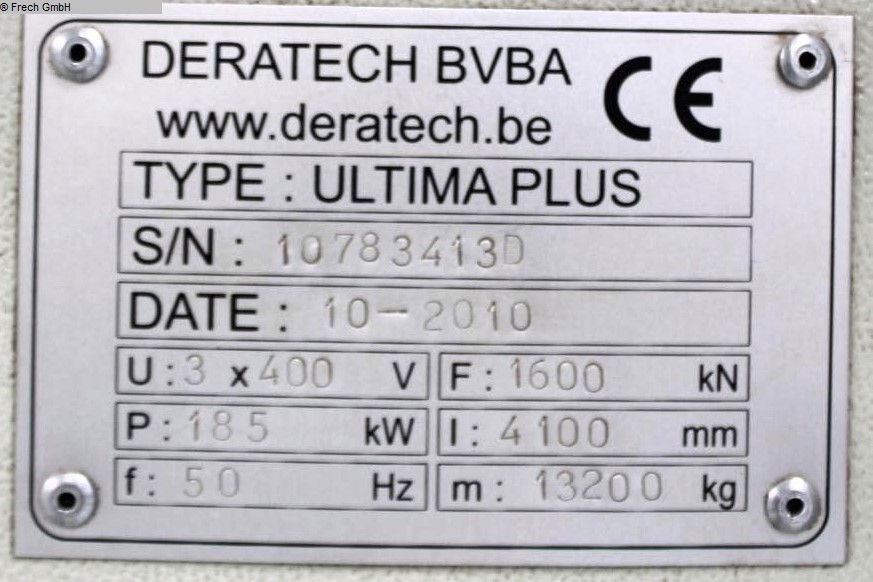 © Frech GmbH
DERATECH BVBA
CE
www.deratech.be
TYPE : ULTIMA PLUS
S/N : 10783413D
DATE : 10-2010
U : 3 x 400 V
F : 1600 kN
P : 185 kW
I : 4100 mm
f : 50 Hz
m : 13200 kg